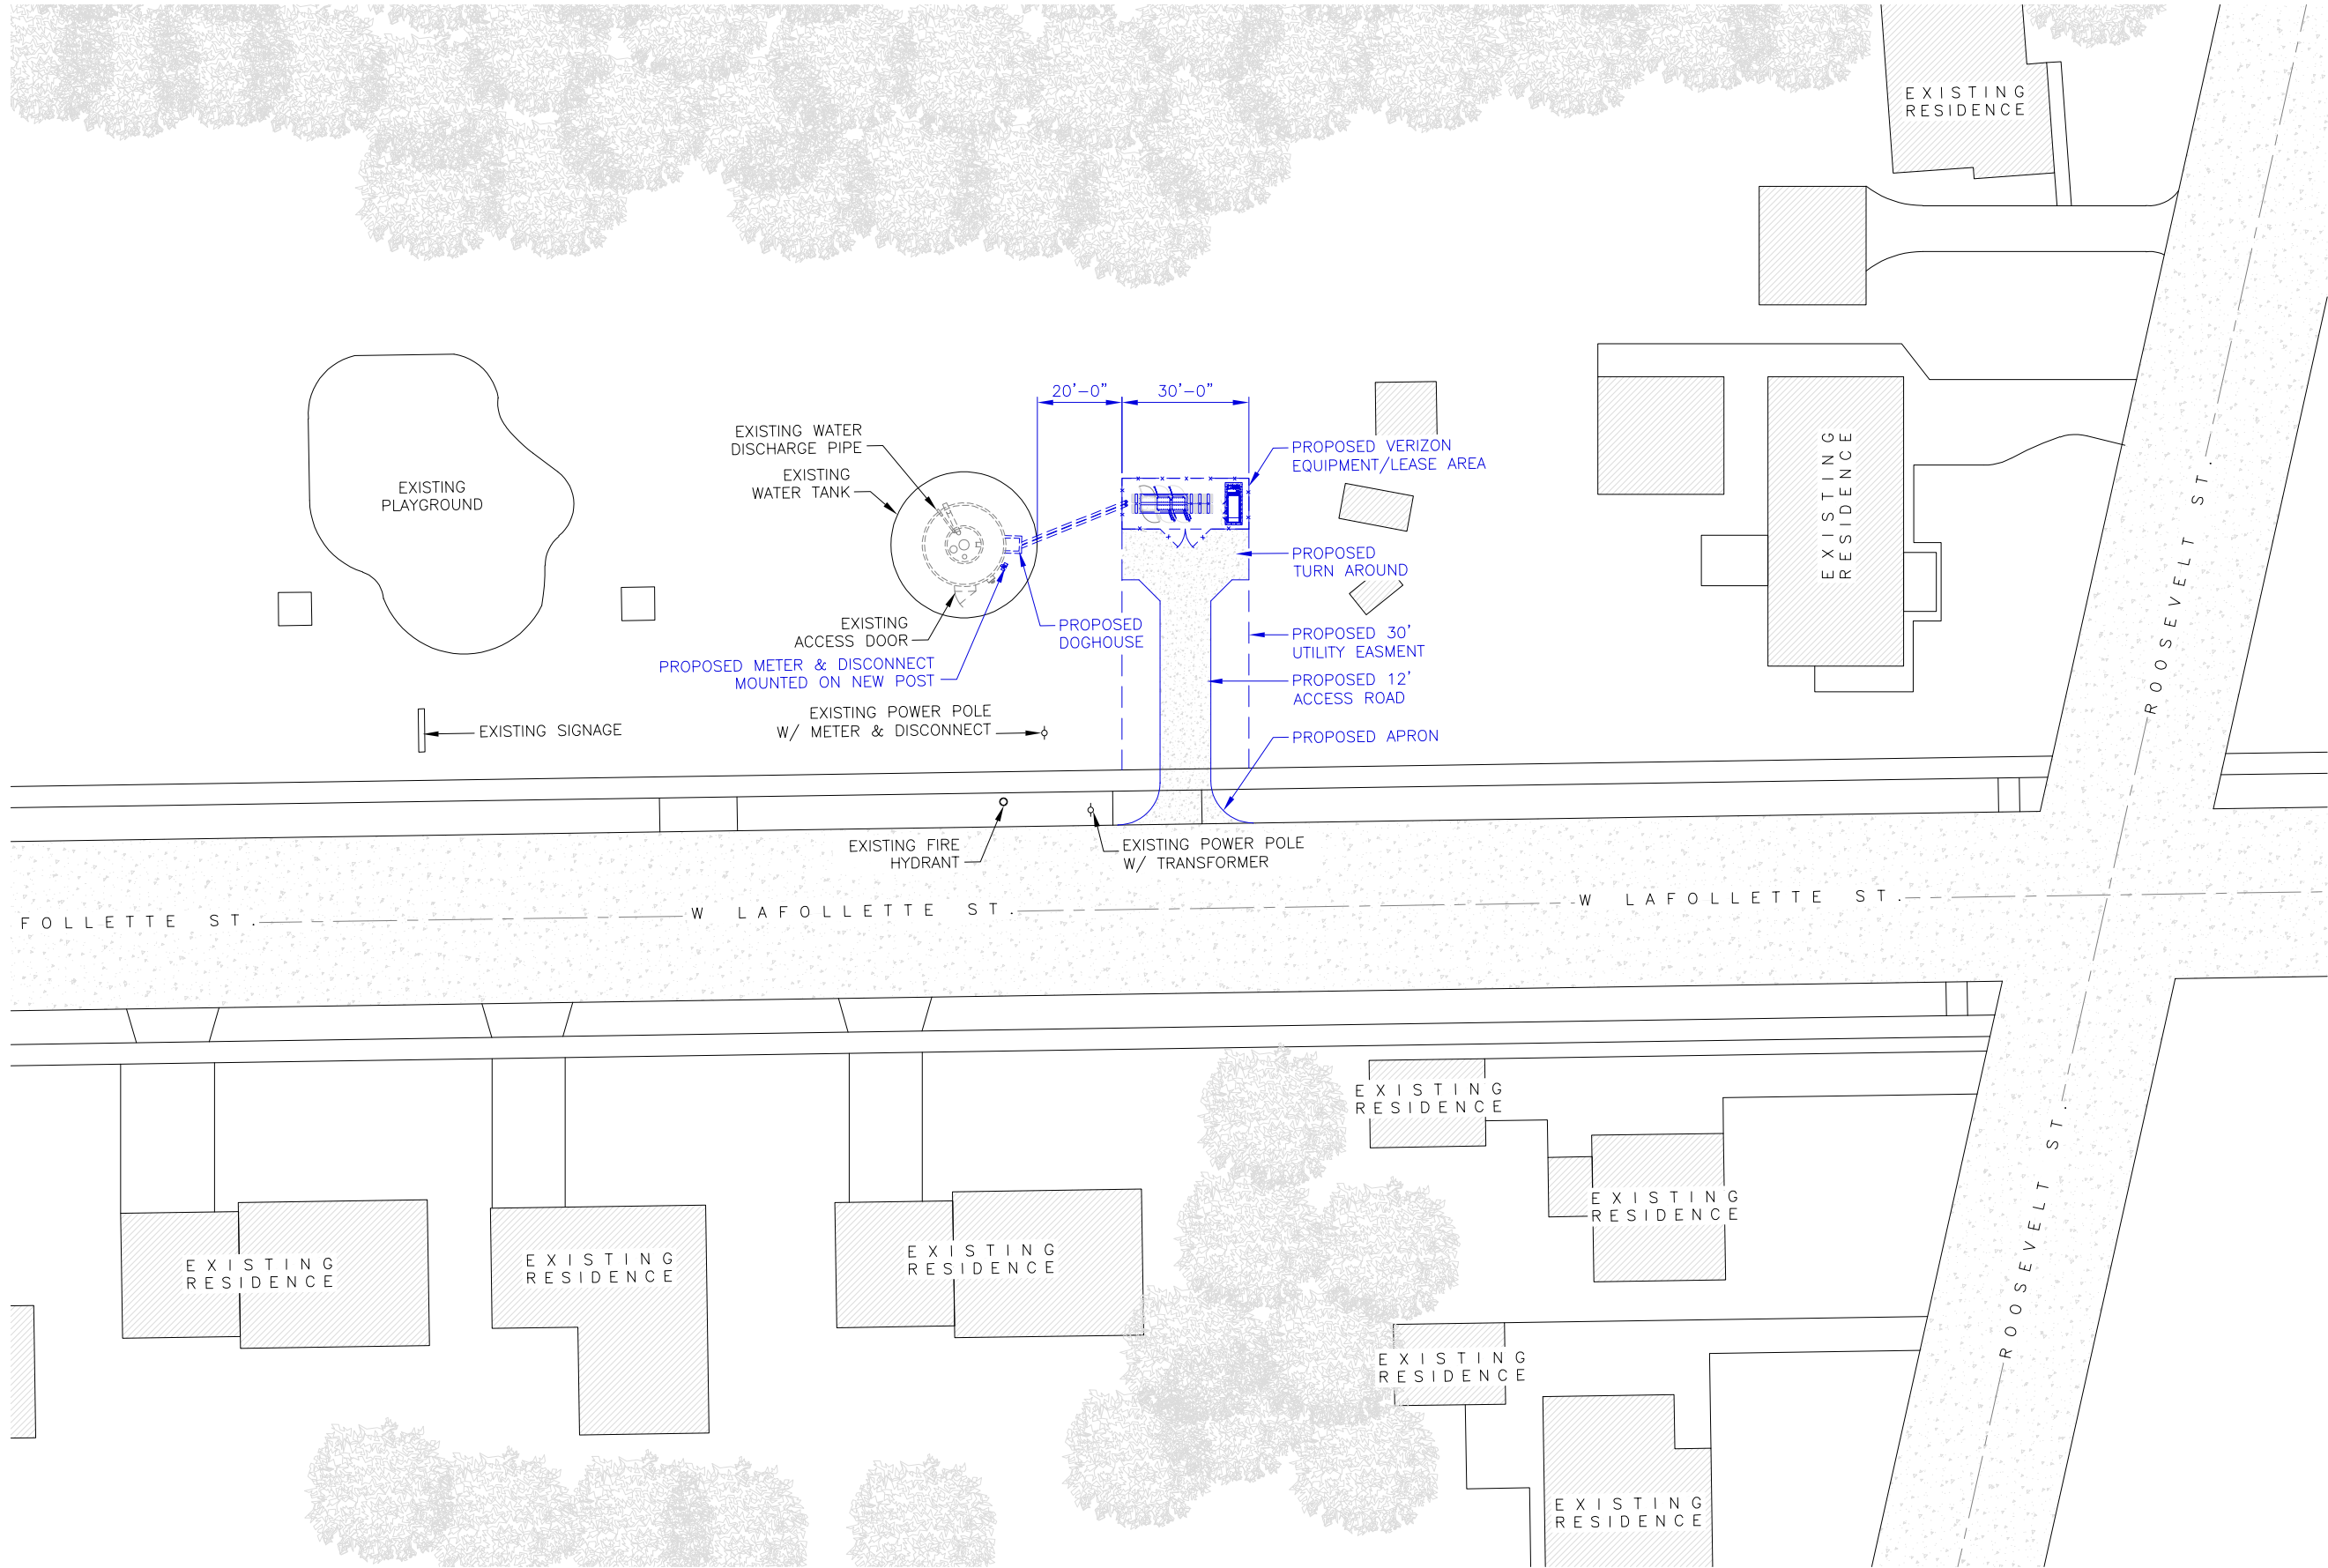 EXISTING
RESIDENCE
20'-0"
30'-0"
EXISTING WATER
DISCHARGE PIPE
EXISTING
WATER TANK
PROPOSED VERIZON
EQUIPMENT/LEASE AREA
EXISTING
PLAYGROUND
EXISTING
RESIDENCE
ROOSEVELT ST.
PROPOSED
TURN AROUND
EXISTING
ACCESS DOOR
PROPOSED
DOGHOUSE
PROPOSED 30'
UTILITY EASMENT
PROPOSED METER & DISCONNECT
MOUNTED ON NEW POST
PROPOSED 12'
ACCESS ROAD
EXISTING SIGNAGE
EXISTING POWER POLE
W/ METER & DISCONNECT
PROPOSED APRON
EXISTING FIRE
HYDRANT
EXISTING POWER POLE
W/ TRANSFORMER
FOLLETTE ST.
W LAFOLLETTE ST.
W LAFOLLETTE ST.
EXISTING
RESIDENCE
EXISTING
RESIDENCE
ROOSEVELT ST.
EXISTING
RESIDENCE
EXISTING
RESIDENCE
EXISTING
RESIDENCE
EXISTING
RESIDENCE
EXISTING
RESIDENCE